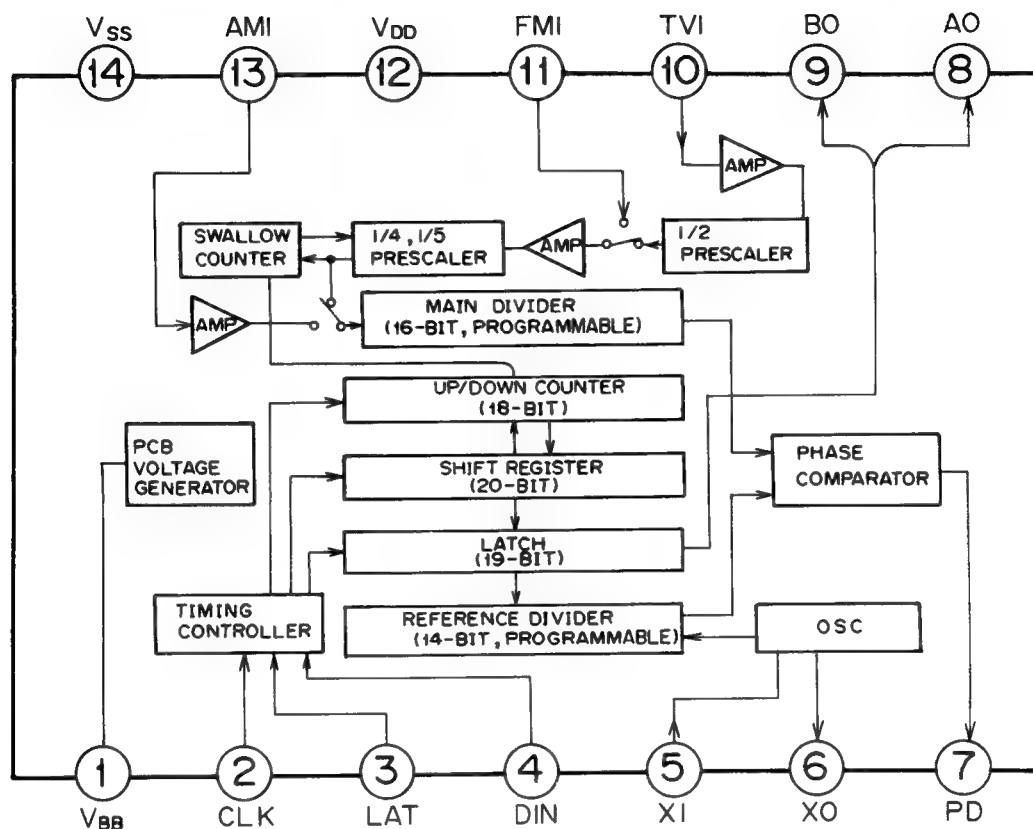 VSS AMI VDD FMI TVI BO AO
14 13 12 11 10 9 8
AMP
SWALLOW
COUNTER
1/4, 1/5
PRESCALER
AMP
1/2
PRESCALER
AMP
MAIN DIVIDER
(16-BIT, PROGRAMMABLE)
UP/DOWN COUNTER
(18-BIT)
PCB
VOLTAGE
GENERATOR
SHIFT REGISTER
(20-BIT)
PHASE
COMPARATOR
LATCH
(19-BIT)
TIMING
CONTROLLER
REFERENCE DIVIDER
(14-BIT, PROGRAMMABLE)
OSC
1 2 3 4 5 6 7
VBB CLK LAT DIN XI XO PD